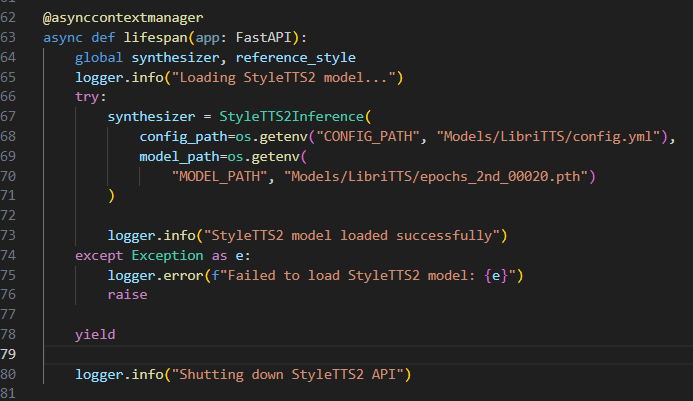 62 @asynccontextmanager
63 async def lifespan(app: FastAPI):
64     global synthesizer, reference_style
65     logger.info("Loading StyleTTS2 model...")
66     try:
67         synthesizer = StyleTTS2Inference(
68             config_path=os.getenv("CONFIG_PATH", "Models/LibriTTS/config.yml"),
69             model_path=os.getenv(
70                 "MODEL_PATH", "Models/LibriTTS/epochs_2nd_00020.pth")
71         )
72
73         logger.info("StyleTTS2 model loaded successfully")
74     except Exception as e:
75         logger.error(f"Failed to load StyleTTS2 model: {e}")
76         raise
77
78     yield
79
80     logger.info("Shutting down StyleTTS2 API")
81